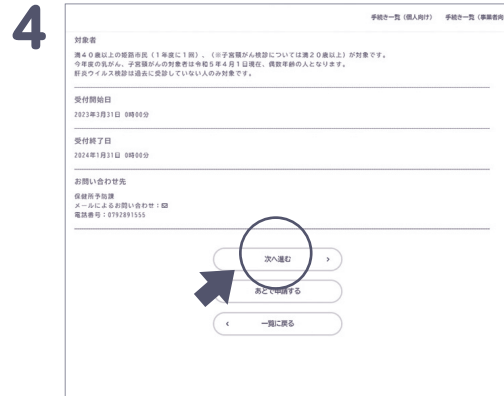 4
手続き一覧（個人向け） 手続き一覧（事業者向
対象者
満40歳以上の姫路市民（1年度に1回）、（※子宮頸がん検診については満20歳以上）が対象です。
今年度の乳がん、子宮頸がんの対象者は令和5年4月1日現在、偶数年齢の人となります。
肝炎ウイルス検診は過去に受診していない人のみ対象です。
受付開始日
2023年3月31日 0時00分
受付終了日
2024年1月31日 0時00分
お問い合わせ先
保健所予防課
メールによるお問い合わせ：
電話番号：0792891555
次へ進む ›
あとで申請する
‹ 一覧に戻る